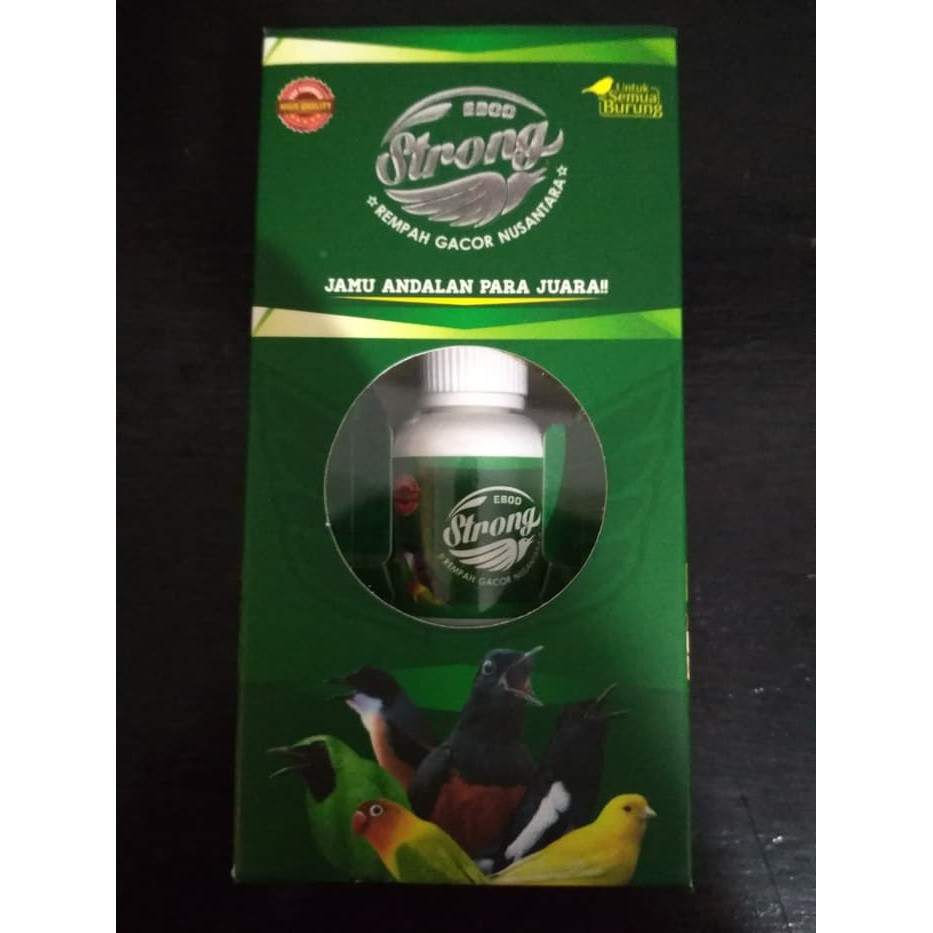 HIGH QUALITY
Untuk
Semua
Burung
EBOD
Strong
REMPAH GACOR NUSANTARA
JAMU ANDALAN PARA JUARA!!
EBOD
Strong
REMPAH GACOR NUSANTARA